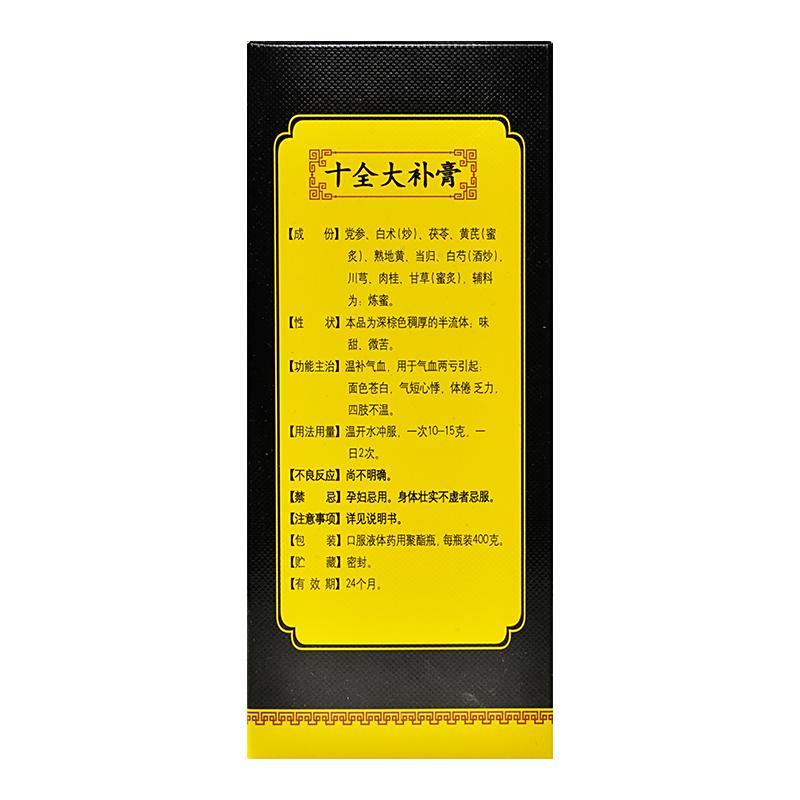 十全大补膏
【成 份】党参、白术(炒)、茯苓、黄芪(蜜
炙)、熟地黄、当归、白芍(酒炒)、
川芎、肉桂、甘草(蜜炙)，辅料
为：炼蜜。
【性 状】本品为深棕色稠厚的半流体；味
甜、微苦。
【功能主治】温补气血，用于气血两亏引起：
面色苍白，气短心悸，体倦 乏力，
四肢不温。
【用法用量】温开水冲服，一次10—15克，一
日2次。
【不良反应】尚不明确。
【禁 忌】孕妇忌用。身体壮实不虚者忌服。
【注意事项】详见说明书。
【包 装】口服液体药用聚酯瓶，每瓶装400克。
【贮 藏】密封。
【有 效 期】24个月。